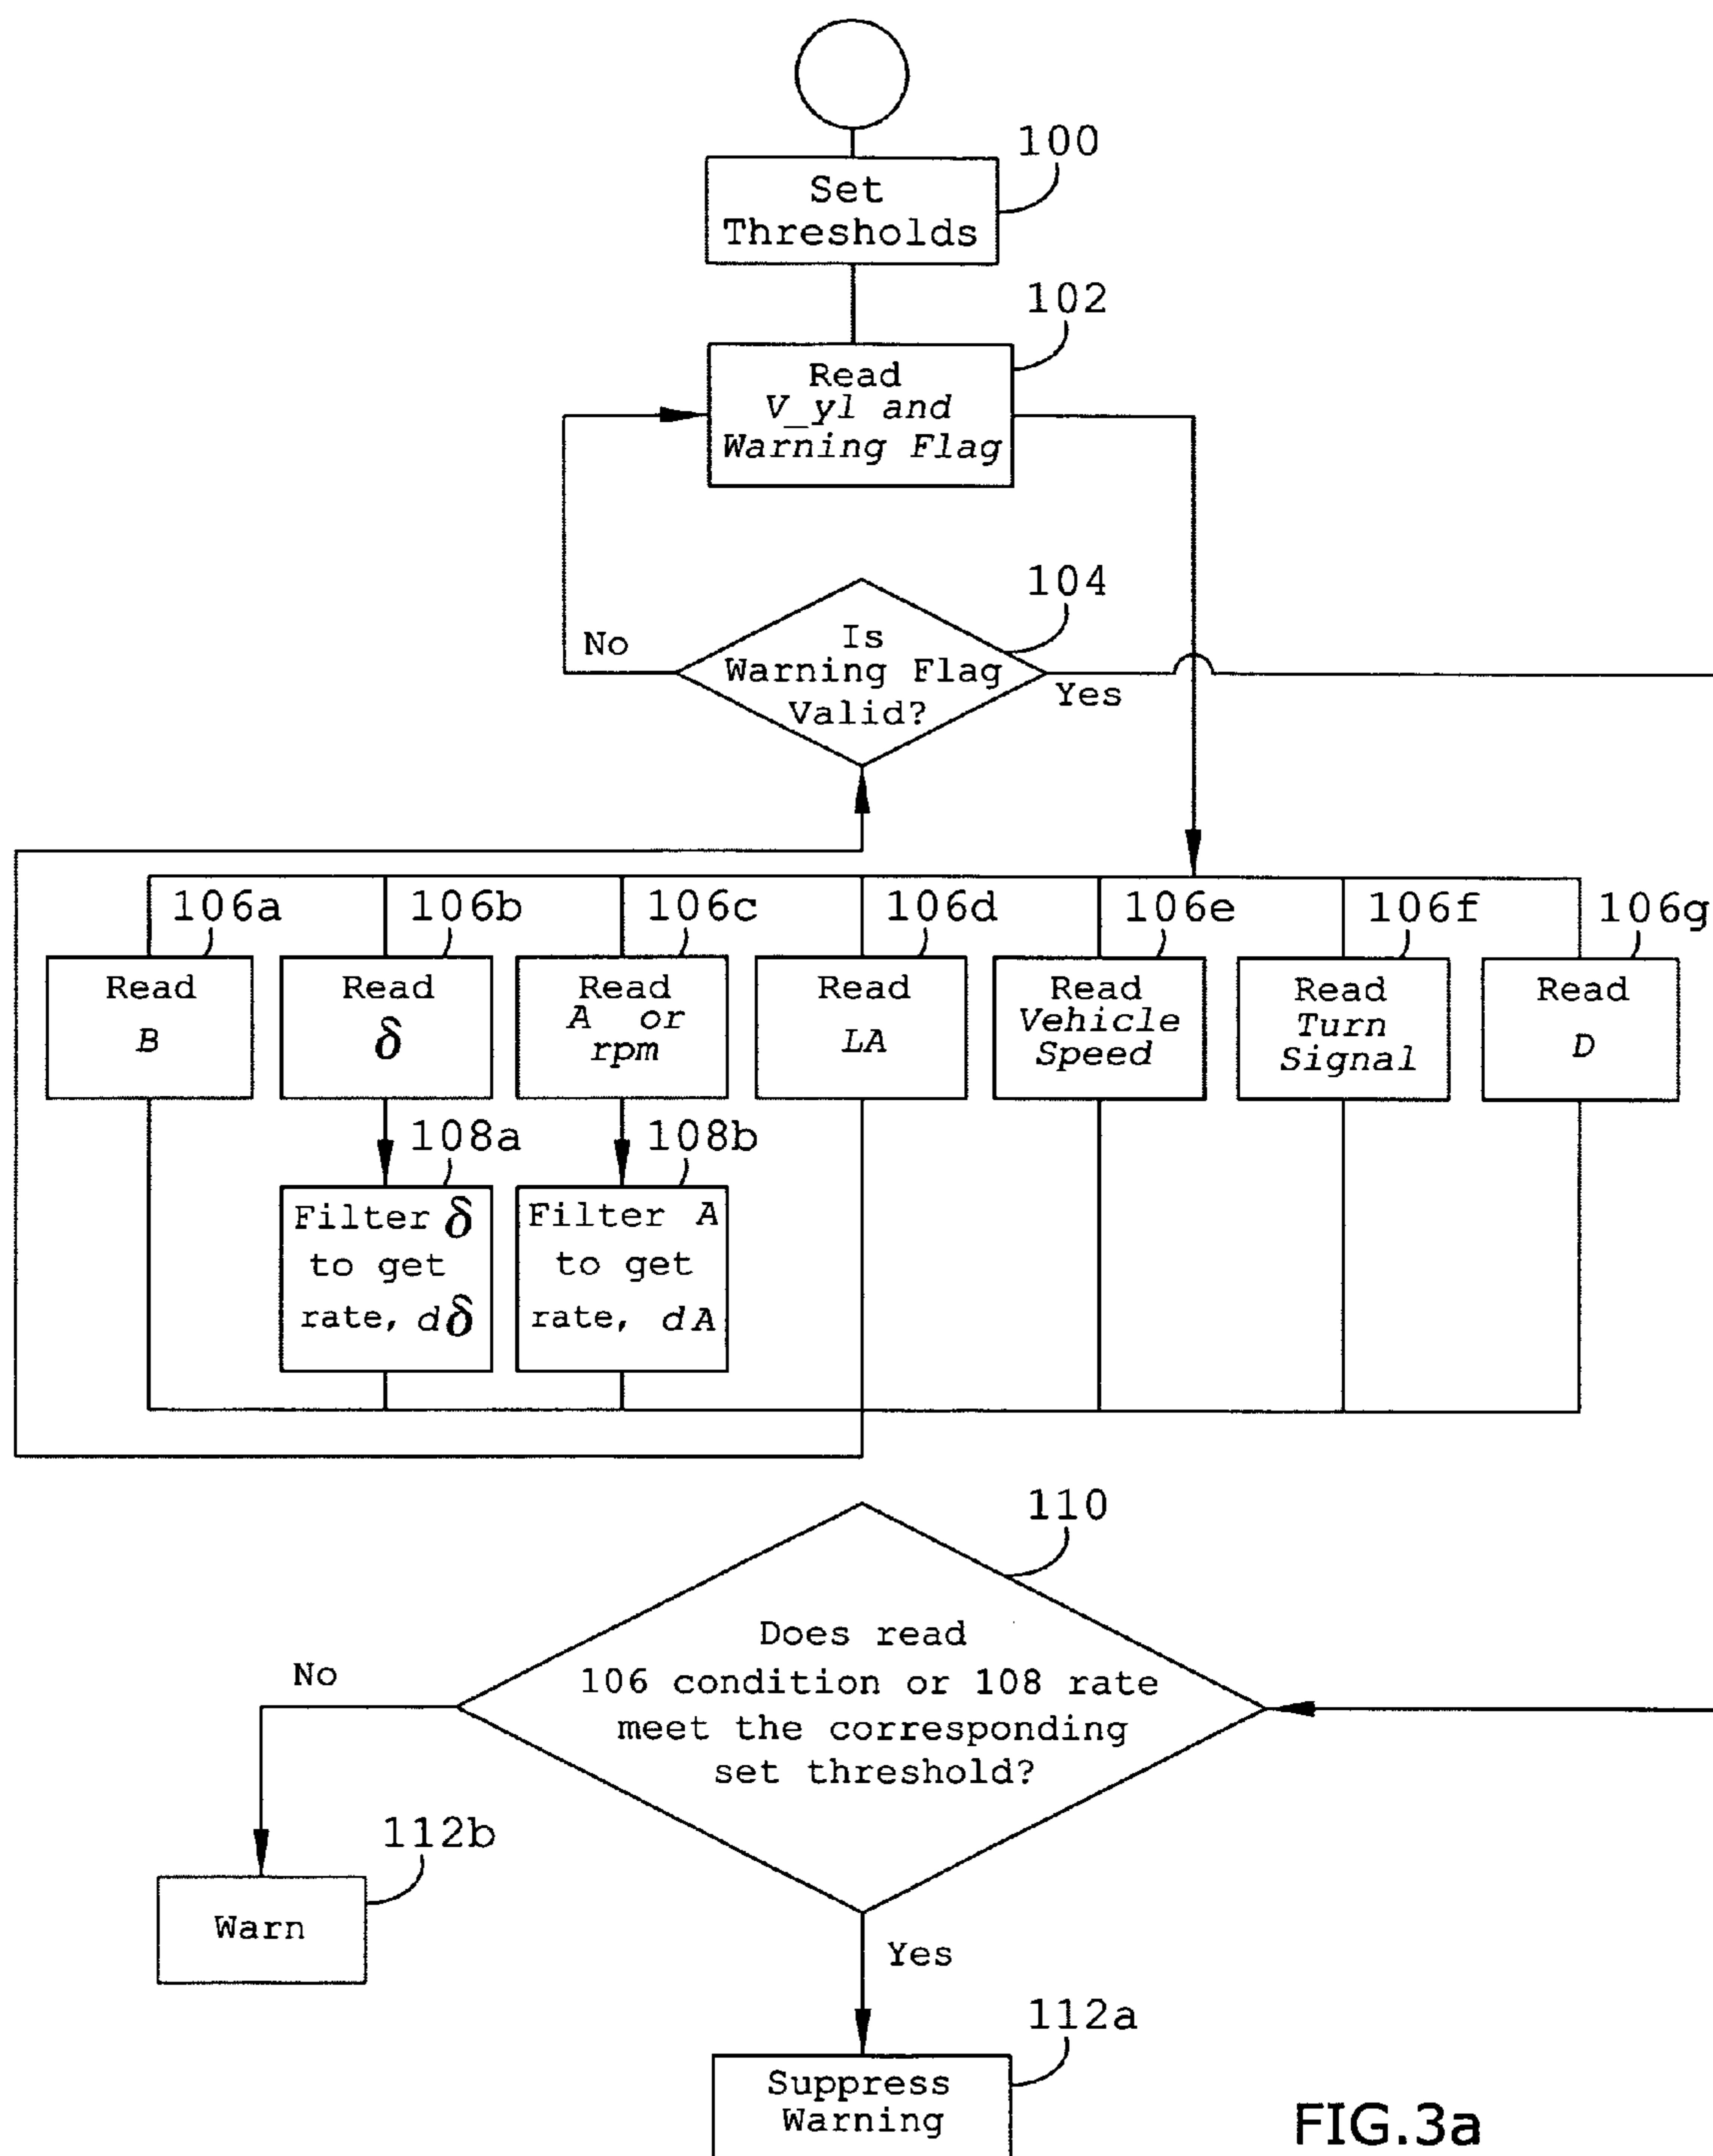 100
Set
Thresholds
102
Read
V_yl and
Warning Flag
104
Is
Warning Flag
Valid?
No
Yes
106a
106b
106c
106d
106e
106f
106g
Read
B
Read
δ
Read
A or
rpm
Read
LA
Read
Vehicle
Speed
Read
Turn
Signal
Read
D
108a
108b
Filter δ
to get
rate, dδ
Filter A
to get
rate, dA
110
Does read
106 condition or 108 rate
meet the corresponding
set threshold?
No
112b
Warn
Yes
112a
Suppress
Warning
FIG.3a